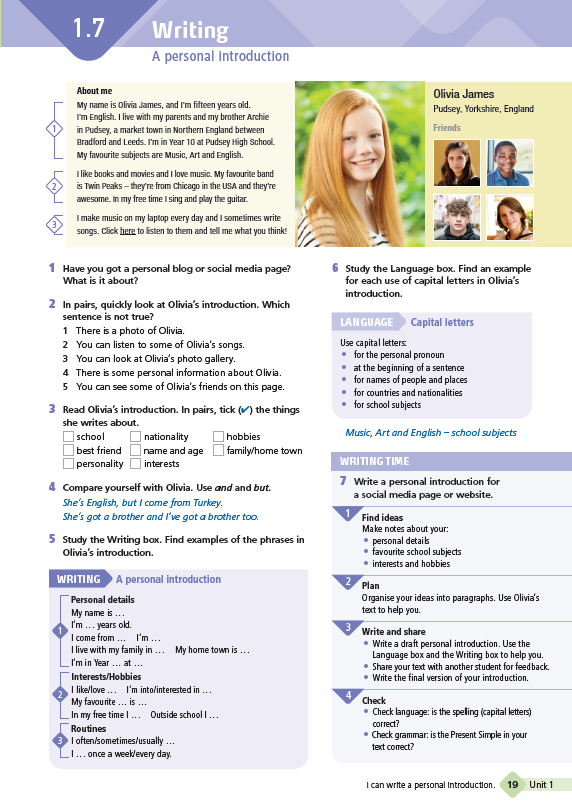 1.7
Writing
A personal introduction
About me
My name is Olivia James, and I'm fifteen years old.
I'm English. I live with my parents and my brother Archie
in Pudsey, a market town in Northern England between
Bradford and Leeds. I'm in Year 10 at Pudsey High School.
My favourite subjects are Music, Art and English.
I like books and movies and I love music. My favourite band
is Twin Peaks – they're from Chicago in the USA and they're
awesome. In my free time I sing and play the guitar.
I make music on my laptop every day and I sometimes write
songs. Click here to listen to them and tell me what you think!
1
2
3
Olivia James
Pudsey, Yorkshire, England
Friends
1 Have you got a personal blog or social media page?
What is it about?
2 In pairs, quickly look at Olivia's introduction. Which
sentence is not true?
1 There is a photo of Olivia.
2 You can listen to some of Olivia's songs.
3 You can look at Olivia's photo gallery.
4 There is some personal information about Olivia.
5 You can see some of Olivia's friends on this page.
3 Read Olivia's introduction. In pairs, tick (✔) the things
she writes about.
school nationality hobbies
best friend name and age family/home town
personality interests
4 Compare yourself with Olivia. Use and and but.
She's English, but I come from Turkey.
She's got a brother and I've got a brother too.
5 Study the Writing box. Find examples of the phrases in
Olivia's introduction.
WRITING A personal introduction
1
Personal details
My name is …
I'm … years old.
I come from … I'm …
I live with my family in … My home town is …
I'm in Year … at …
2
Interests/Hobbies
I like/love … I'm into/interested in …
My favourite … is …
In my free time I … Outside school I …
3
Routines
I often/sometimes/usually …
I … once a week/every day.
6 Study the Language box. Find an example
for each use of capital letters in Olivia's
introduction.
LANGUAGE Capital letters
Use capital letters:
• for the personal pronoun
• at the beginning of a sentence
• for names of people and places
• for countries and nationalities
• for school subjects
Music, Art and English – school subjects
WRITING TIME
7 Write a personal introduction for
a social media page or website.
1
Find ideas
Make notes about your:
• personal details
• favourite school subjects
• interests and hobbies
2
Plan
Organise your ideas into paragraphs. Use Olivia's
text to help you.
3
Write and share
• Write a draft personal introduction. Use the
Language box and the Writing box to help you.
• Share your text with another student for feedback.
• Write the final version of your introduction.
4
Check
• Check language: is the spelling (capital letters)
correct?
• Check grammar: is the Present Simple in your
text correct?
I can write a personal introduction. 19 Unit 1